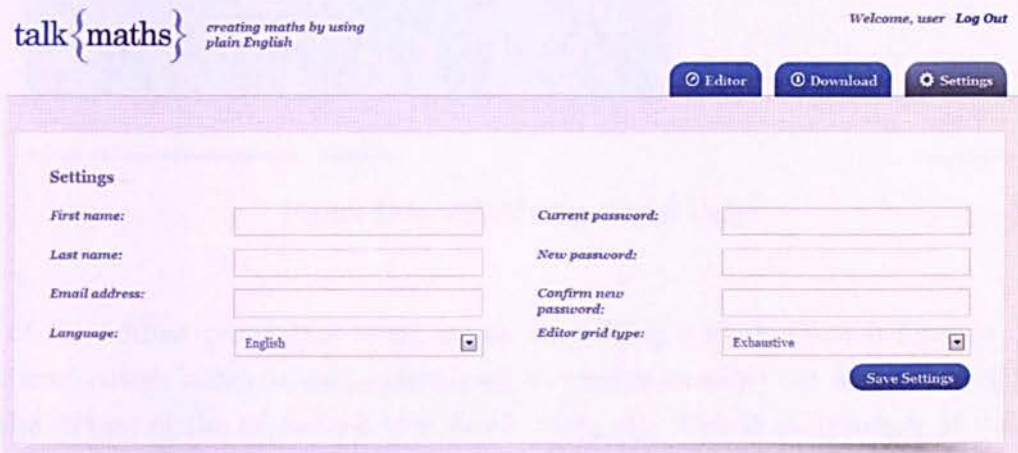 talk{maths}
creating maths by using
plain English
Welcome, user Log Out
Editor
Download
Settings
Settings
First name:
Current password:
Last name:
New password:
Email address:
Confirm new
password:
Language:
English
Editor grid type:
Exhaustive
Save Settings